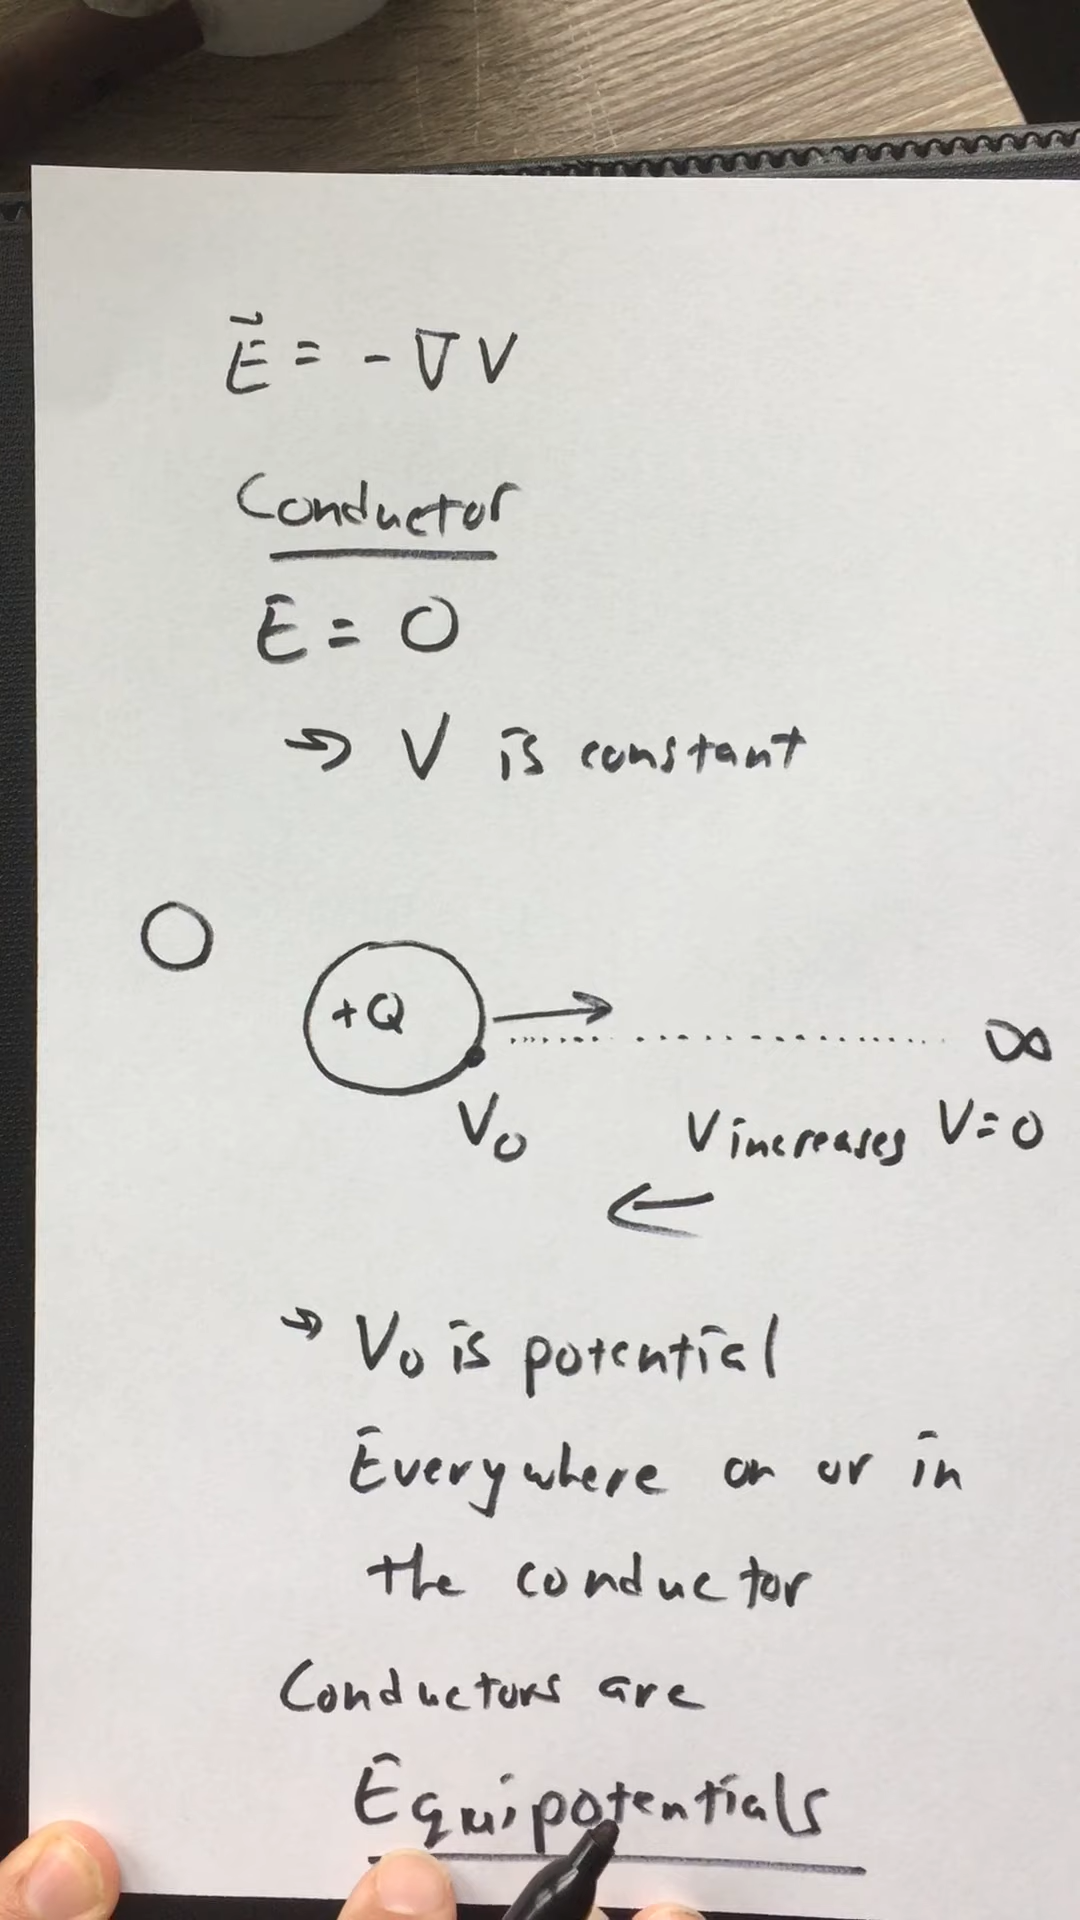 E⃗ = - ∇V
Conductor
E = 0
→ V is constant
+Q
∞
V₀
V increases V=0
→ V₀ is potential
Everywhere on or in
the conductor
Conductors are
Equipotentials